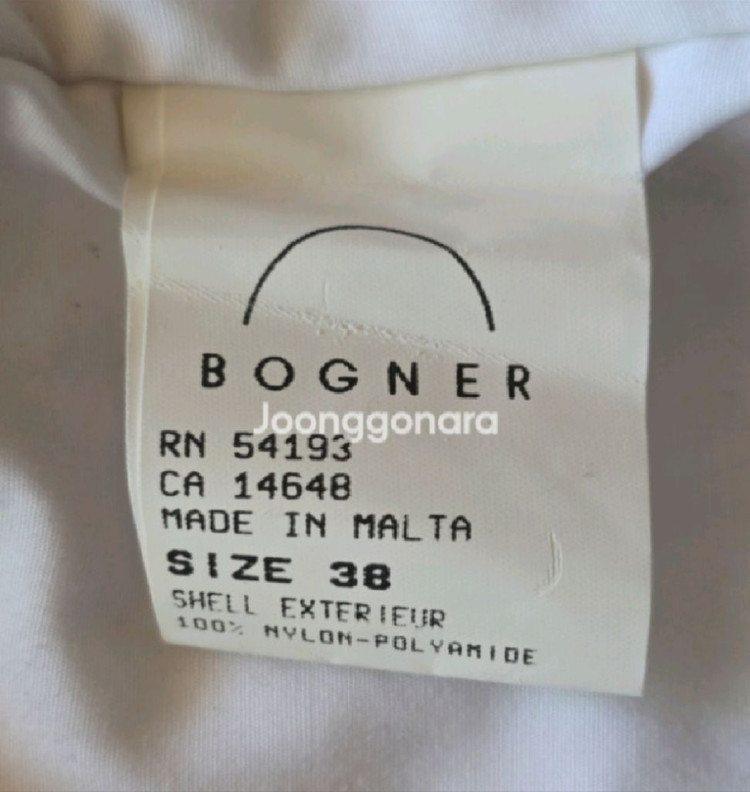 BOGNER
Joonggonara
RN 54193
CA 14648
MADE IN MALTA
SIZE 38
SHELL EXTERIEUR
100% NYLON-POLYAMIDE